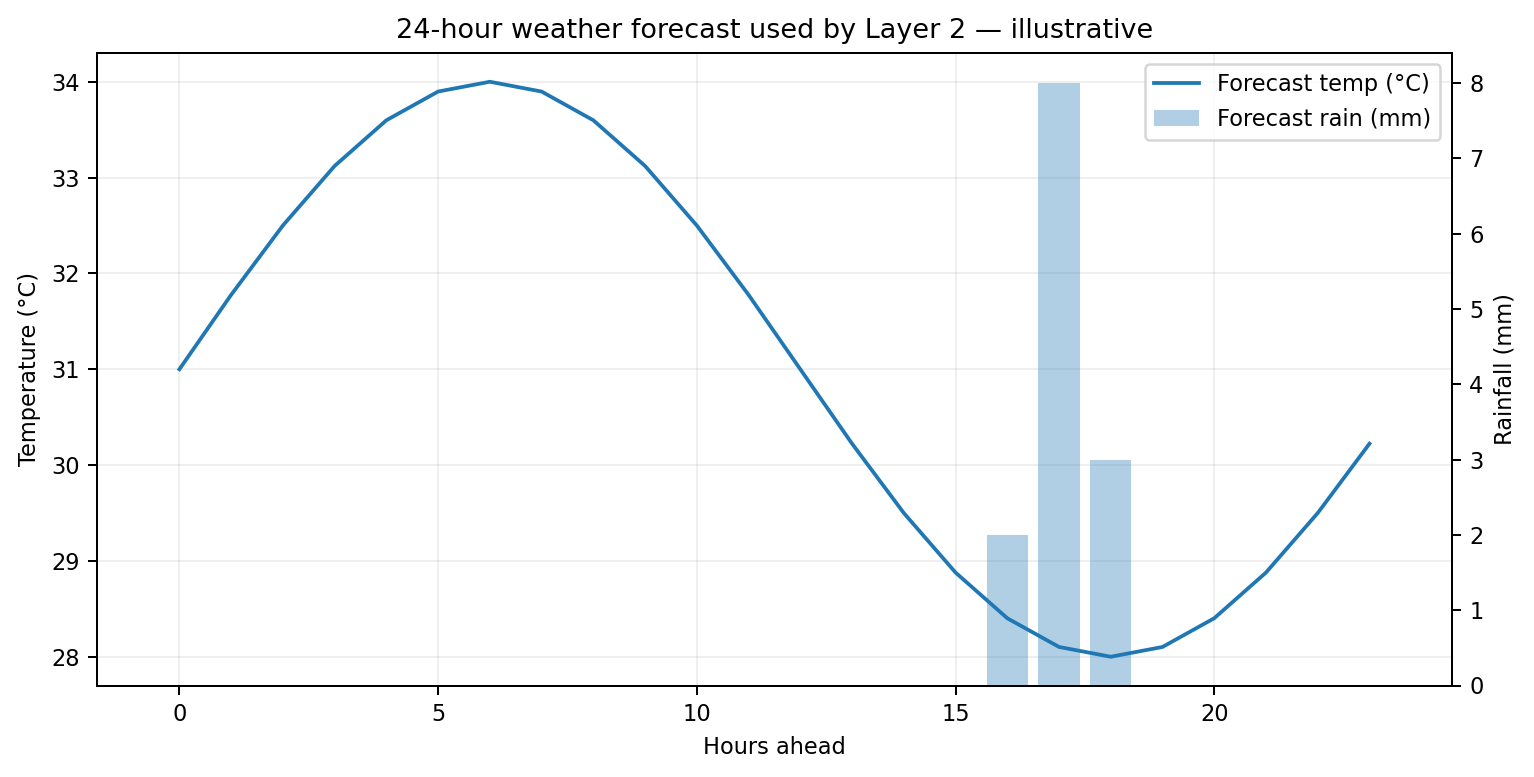 24-hour weather forecast used by Layer 2 — illustrative
Forecast temp (°C)
Forecast rain (mm)
Temperature (°C)
34
33
32
31
30
29
28
8
7
6
5
4
3
2
1
0
Rainfall (mm)
0 5 10 15 20
Hours ahead